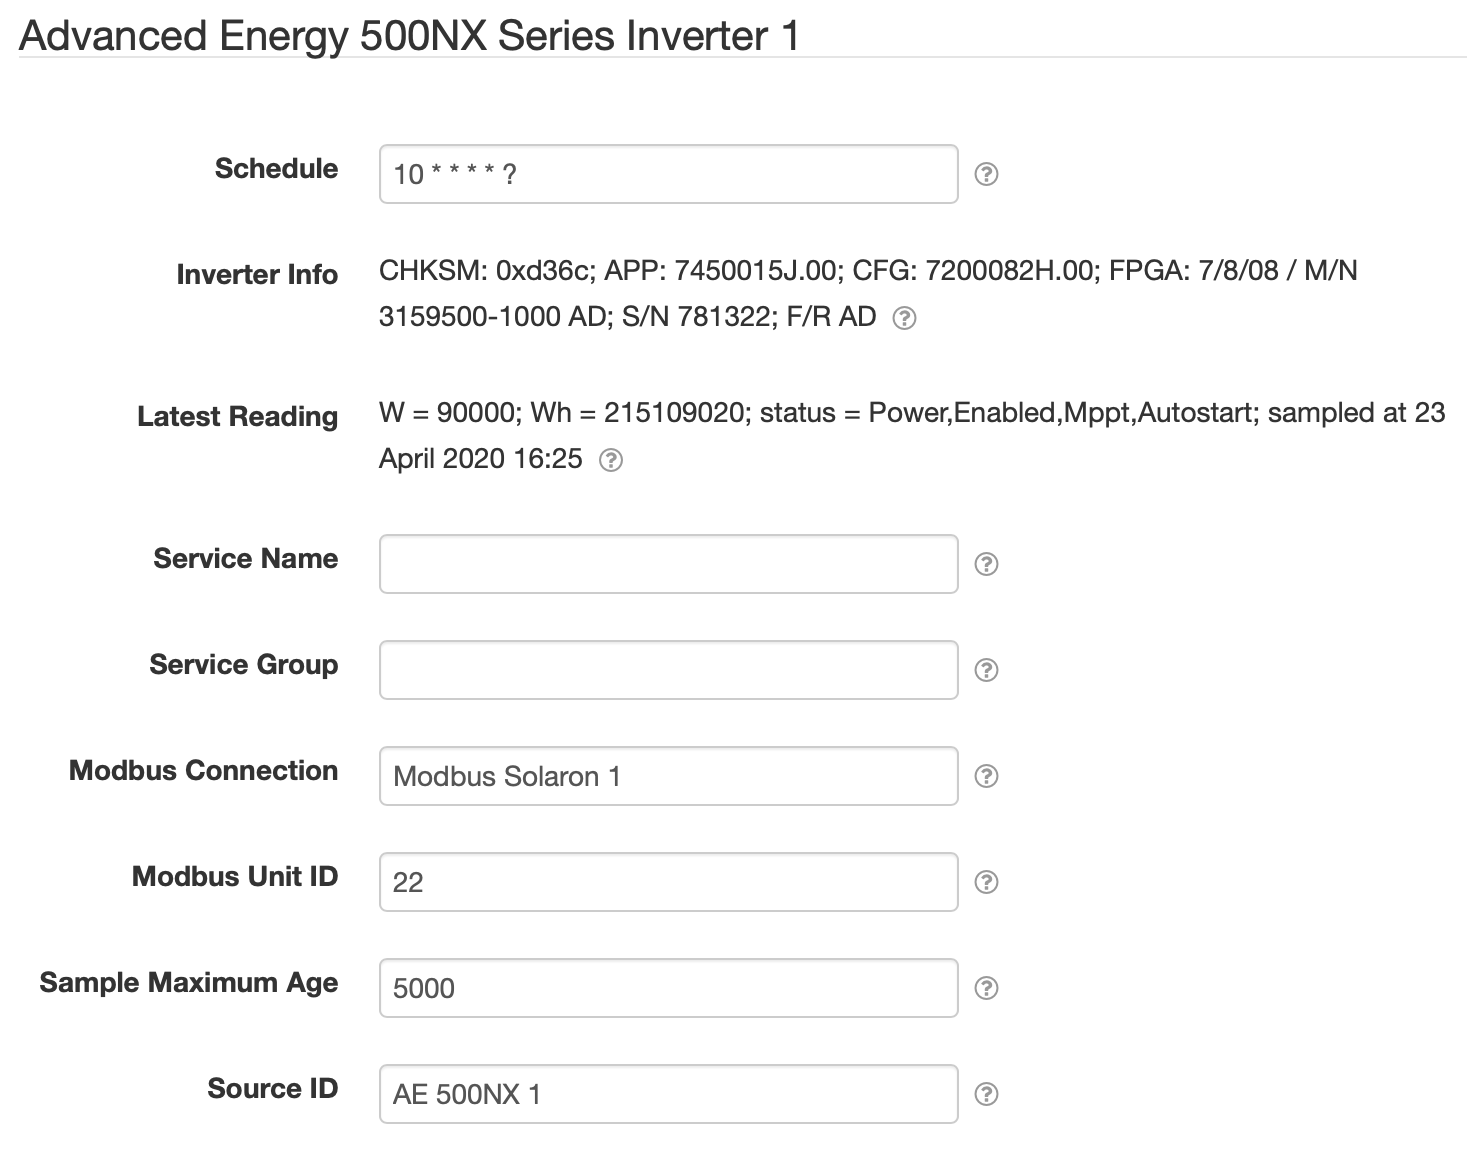 Advanced Energy 500NX Series Inverter 1
Schedule
10 * * * * ?
Inverter Info
CHKSM: 0xd36c; APP: 7450015J.00; CFG: 7200082H.00; FPGA: 7/8/08 / M/N
3159500-1000 AD; S/N 781322; F/R AD
Latest Reading
W = 90000; Wh = 215109020; status = Power,Enabled,Mppt,Autostart; sampled at 23
April 2020 16:25
Service Name
Service Group
Modbus Connection
Modbus Solaron 1
Modbus Unit ID
22
Sample Maximum Age
5000
Source ID
AE 500NX 1